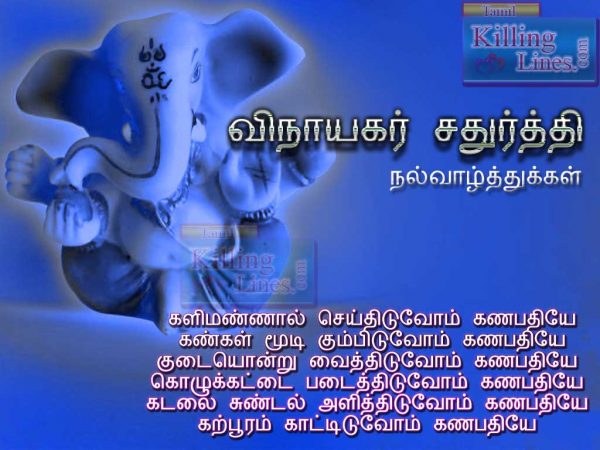 Tamil
Killing
Lines.com
விநாயகர் சதுர்த்தி
நல்வாழ்த்துக்கள்
Tamil
Killing
Lines.com
களிமண்ணால் செய்திடுவோம் கணபதியே
கண்கள் மூடி கும்பிடுவோம் கணபதியே
குடையொன்று வைத்திடுவோம் கணபதியே
கொழுக்கட்டை படைத்திடுவோம் கணபதியே
கடலை சுண்டல் அளித்திடுவோம் கணபதியே
கற்பூரம் காட்டிடுவோம் கணபதியே